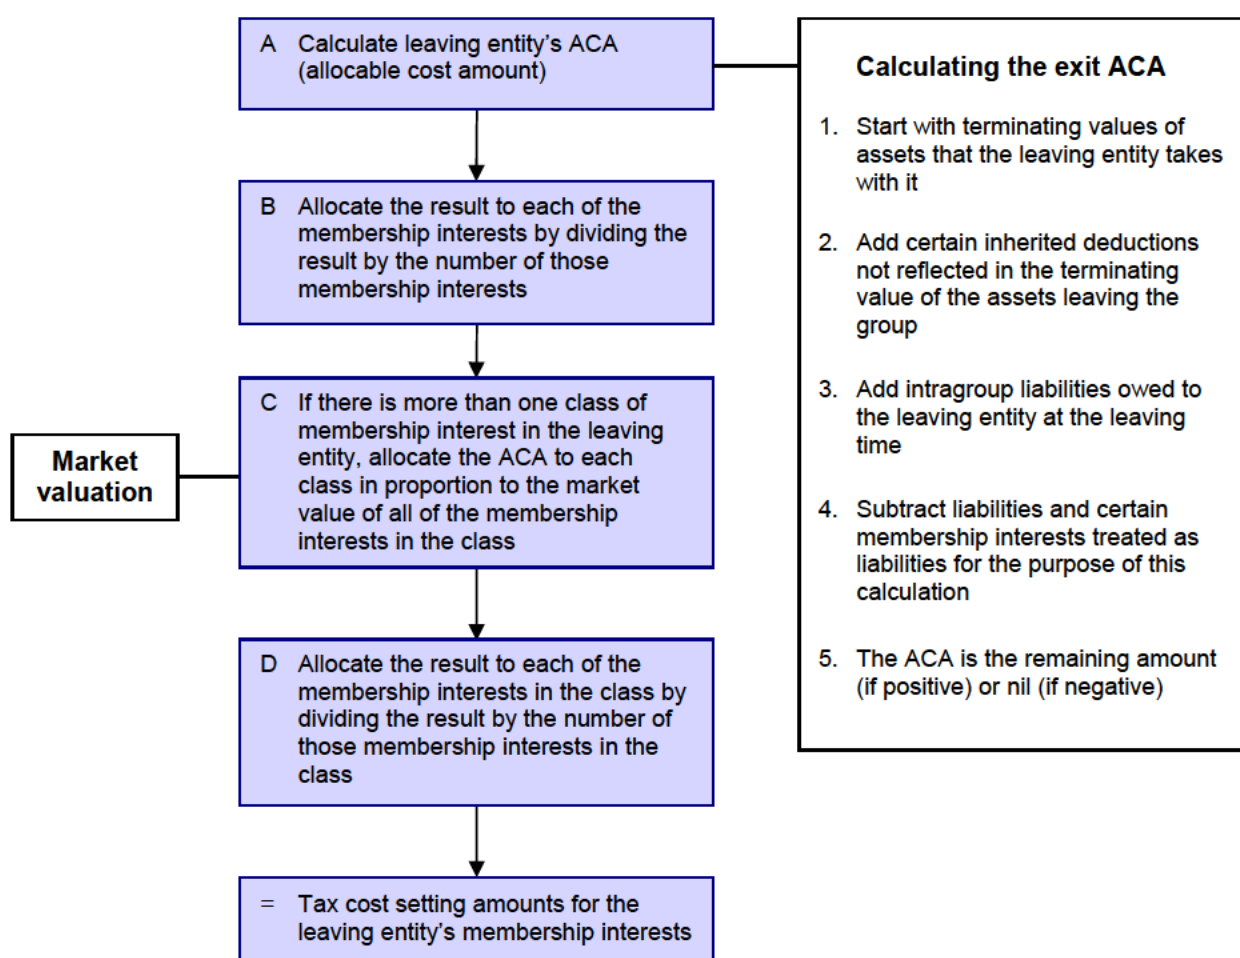 A Calculate leaving entity's ACA
(allocable cost amount)
B Allocate the result to each of the
membership interests by dividing the
result by the number of those
membership interests
C If there is more than one class of
membership interest in the leaving
entity, allocate the ACA to each
class in proportion to the market
value of all of the membership
interests in the class
Market
valuation
D Allocate the result to each of the
membership interests in the class by
dividing the result by the number of
those membership interests in the
class
= Tax cost setting amounts for the
leaving entity's membership interests
Calculating the exit ACA
1. Start with terminating values of
assets that the leaving entity takes
with it
2. Add certain inherited deductions
not reflected in the terminating
value of the assets leaving the
group
3. Add intragroup liabilities owed to
the leaving entity at the leaving
time
4. Subtract liabilities and certain
membership interests treated as
liabilities for the purpose of this
calculation
5. The ACA is the remaining amount
(if positive) or nil (if negative)